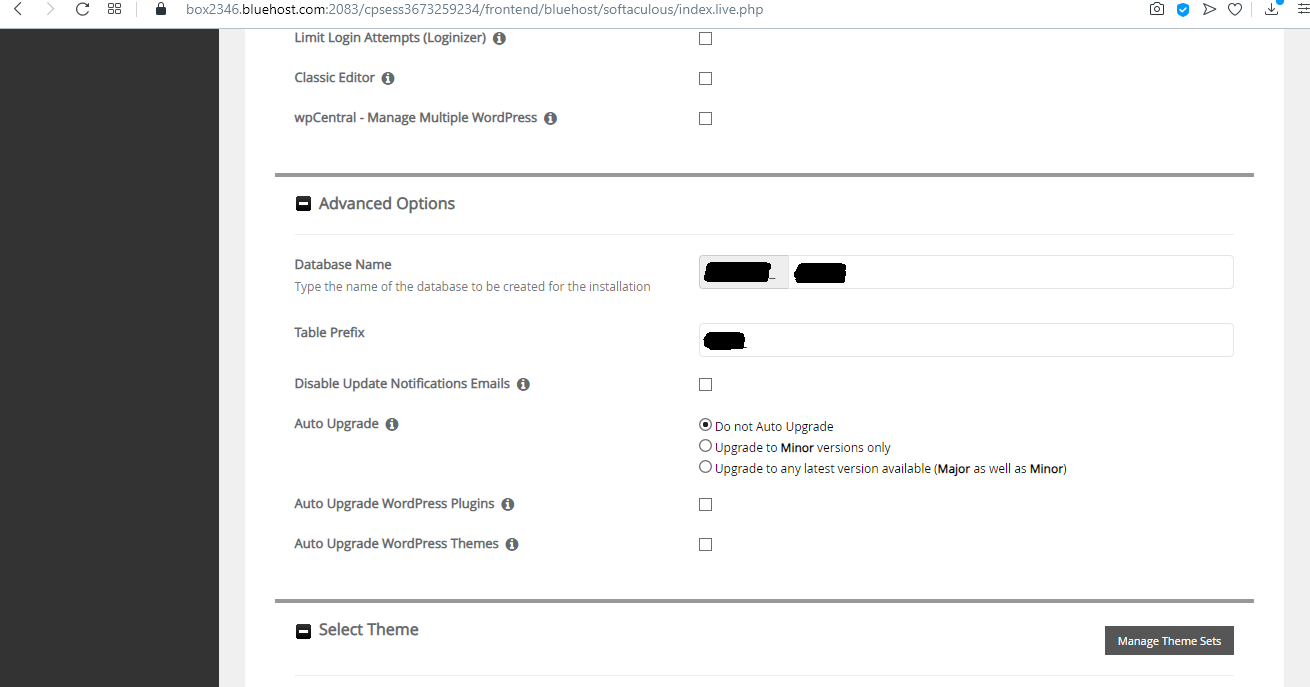 box2346.bluehost.com:2083/cpsess3673259234/frontend/bluehost/softaculous/index.live.php
Limit Login Attempts (Loginizer)
Classic Editor
wpCentral - Manage Multiple WordPress
Advanced Options
Database Name
Type the name of the database to be created for the installation
_
Table Prefix
Disable Update Notifications Emails
Auto Upgrade
Do not Auto Upgrade
Upgrade to Minor versions only
Upgrade to any latest version available (Major as well as Minor)
Auto Upgrade WordPress Plugins
Auto Upgrade WordPress Themes
Select Theme
Manage Theme Sets